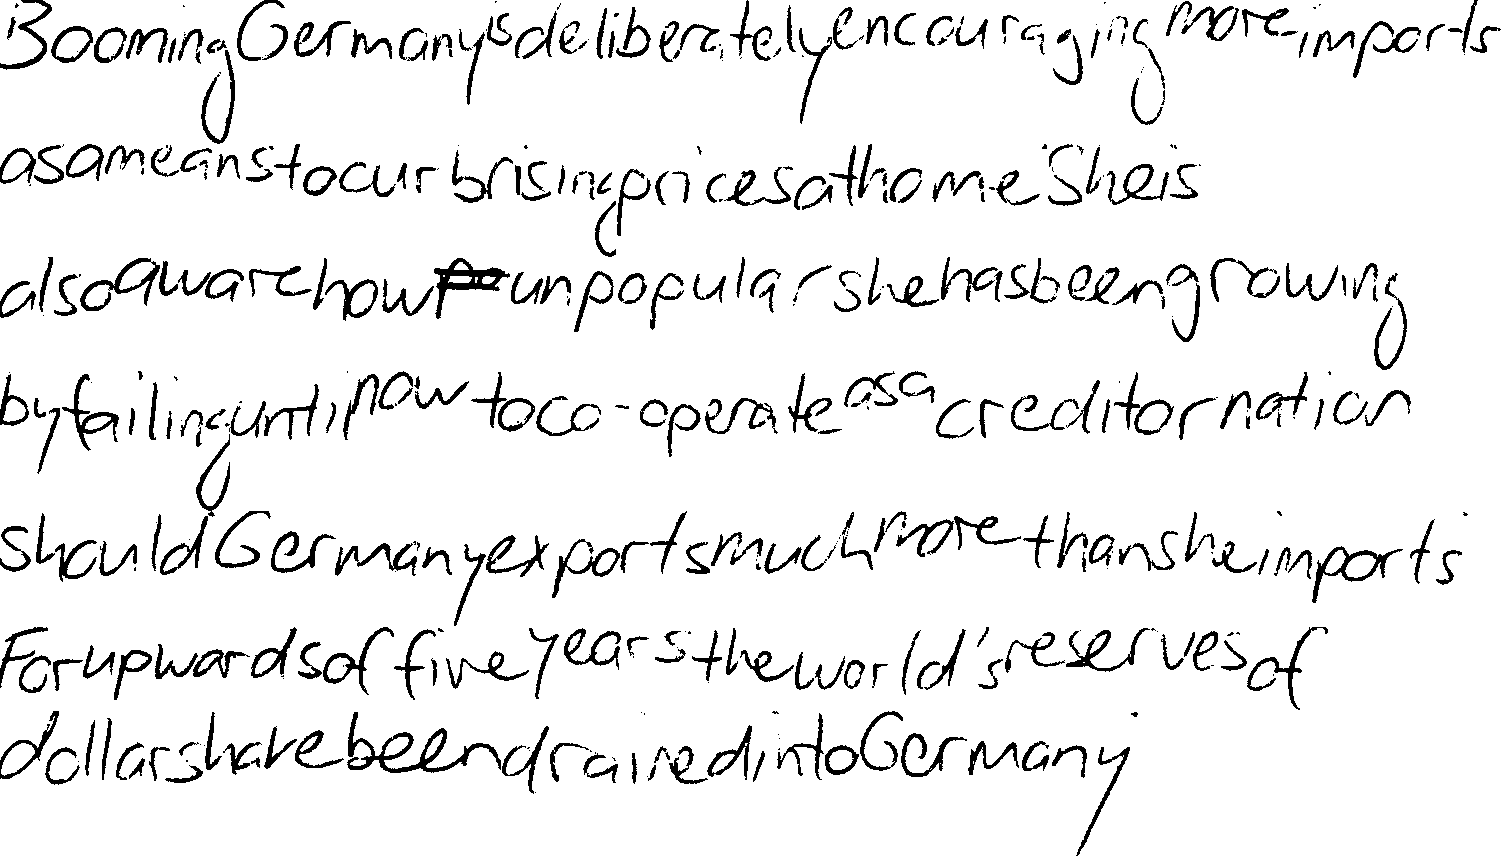 Booming Germany is deliberately encouraging more imports
as a means to curb rising prices at home She is
also aware how unpopular she has been growing
by failing until now to co-operate as a creditor nation
should Germany exports much more than she imports
For upwards of five years the world's reserves of
dollars have been drained into Germany